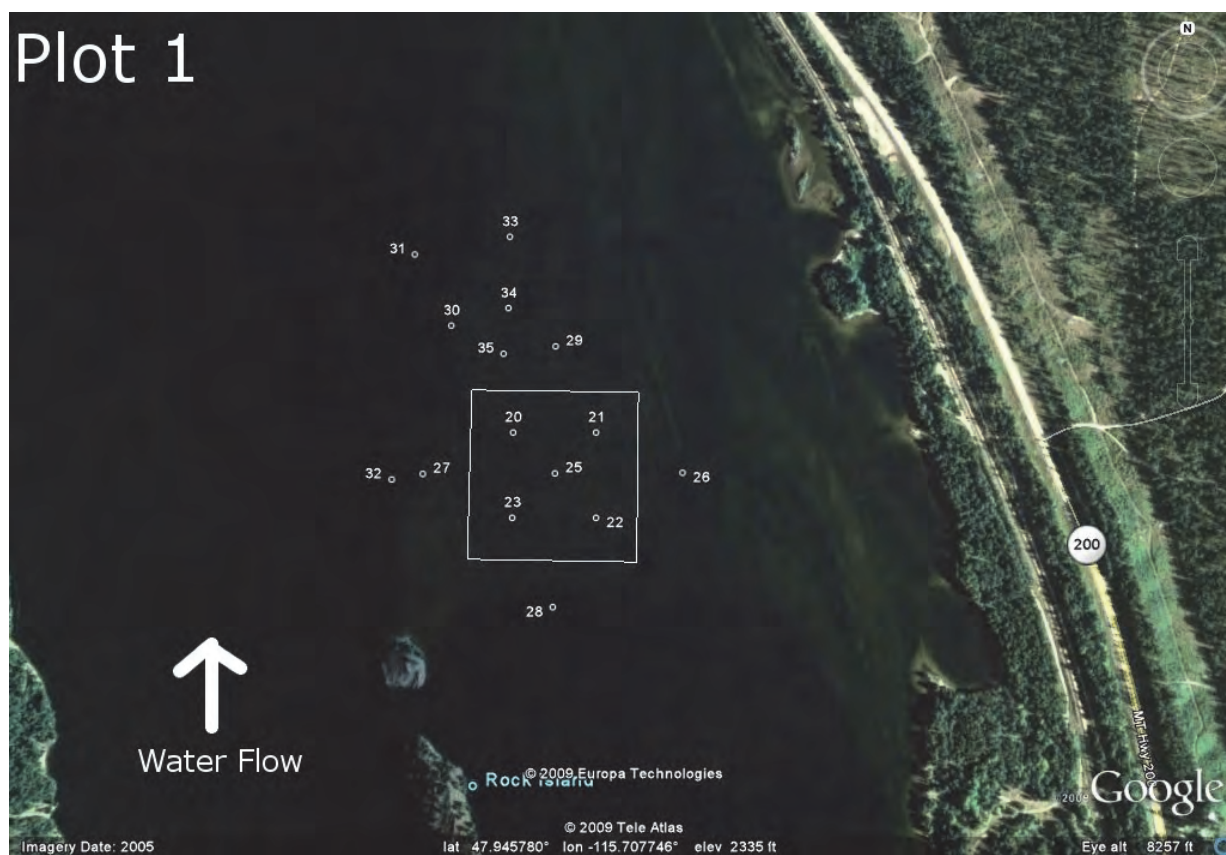 Plot 1
N
33
31
34
30
29
35
20
21
32
27
25
26
23
22
200
28
Water Flow
MT Hwy 200
© 2009 Europa Technologies
Rock Island
© 2009
Google
© 2009 Tele Atlas
Imagery Date: 2005
lat 47.945780° lon -115.707746° elev 2335 ft
Eye alt 8257 ft